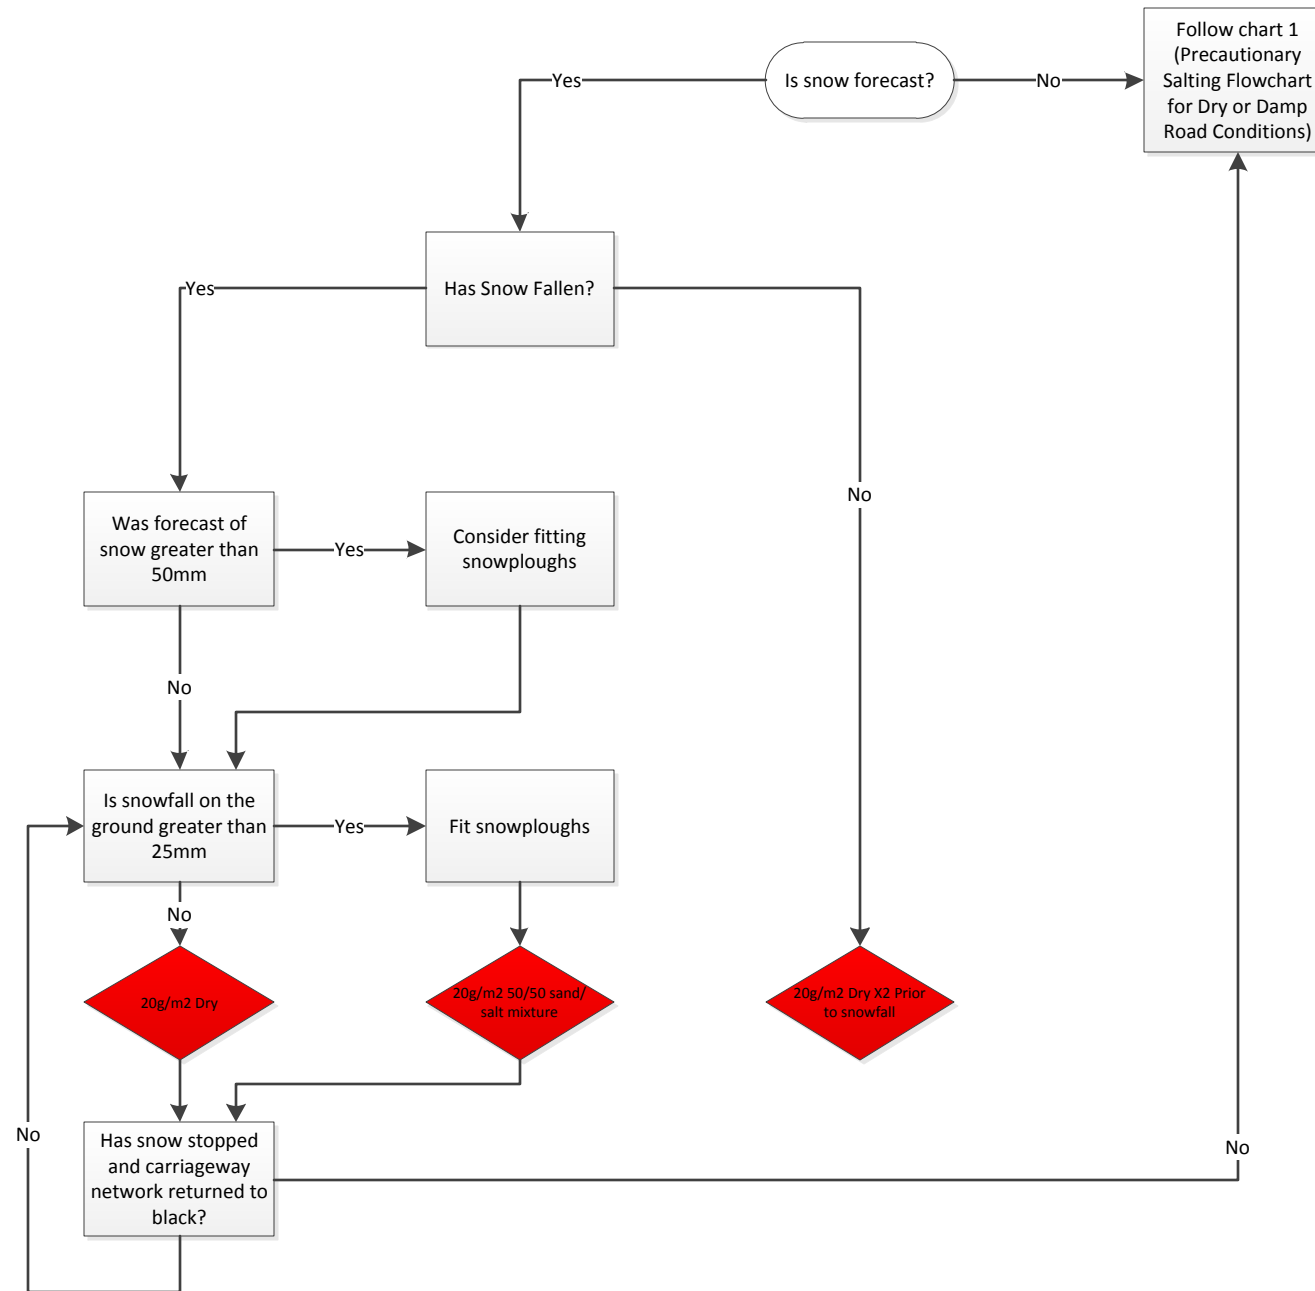 Is snow forecast?
Yes
No
Follow chart 1
(Precautionary
Salting Flowchart
for Dry or Damp
Road Conditions)
Has Snow Fallen?
Yes
No
Was forecast of
snow greater than
50mm
Yes
Consider fitting
snowploughs
No
Is snowfall on the
ground greater than
25mm
Yes
Fit snowploughs
No
20g/m2 Dry
20g/m2 50/50 sand/
salt mixture
20g/m2 Dry X2 Prior
to snowfall
Has snow stopped
and carriageway
network returned to
black?
No
No